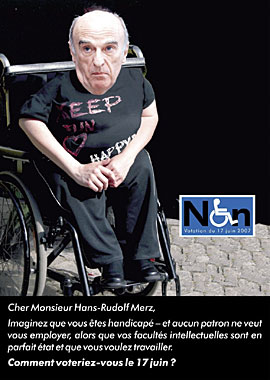 KEEP
FUN
HAPPY
Non
Votation du 17 juin 2007
Cher Monsieur Hans-Rudolf Merz,
Imaginez que vous êtes handicapé – et aucun patron ne veut
vous employer, alors que vos facultés intellectuelles sont en
parfait état et que vous voulez travailler.
Comment voteriez-vous le 17 juin ?